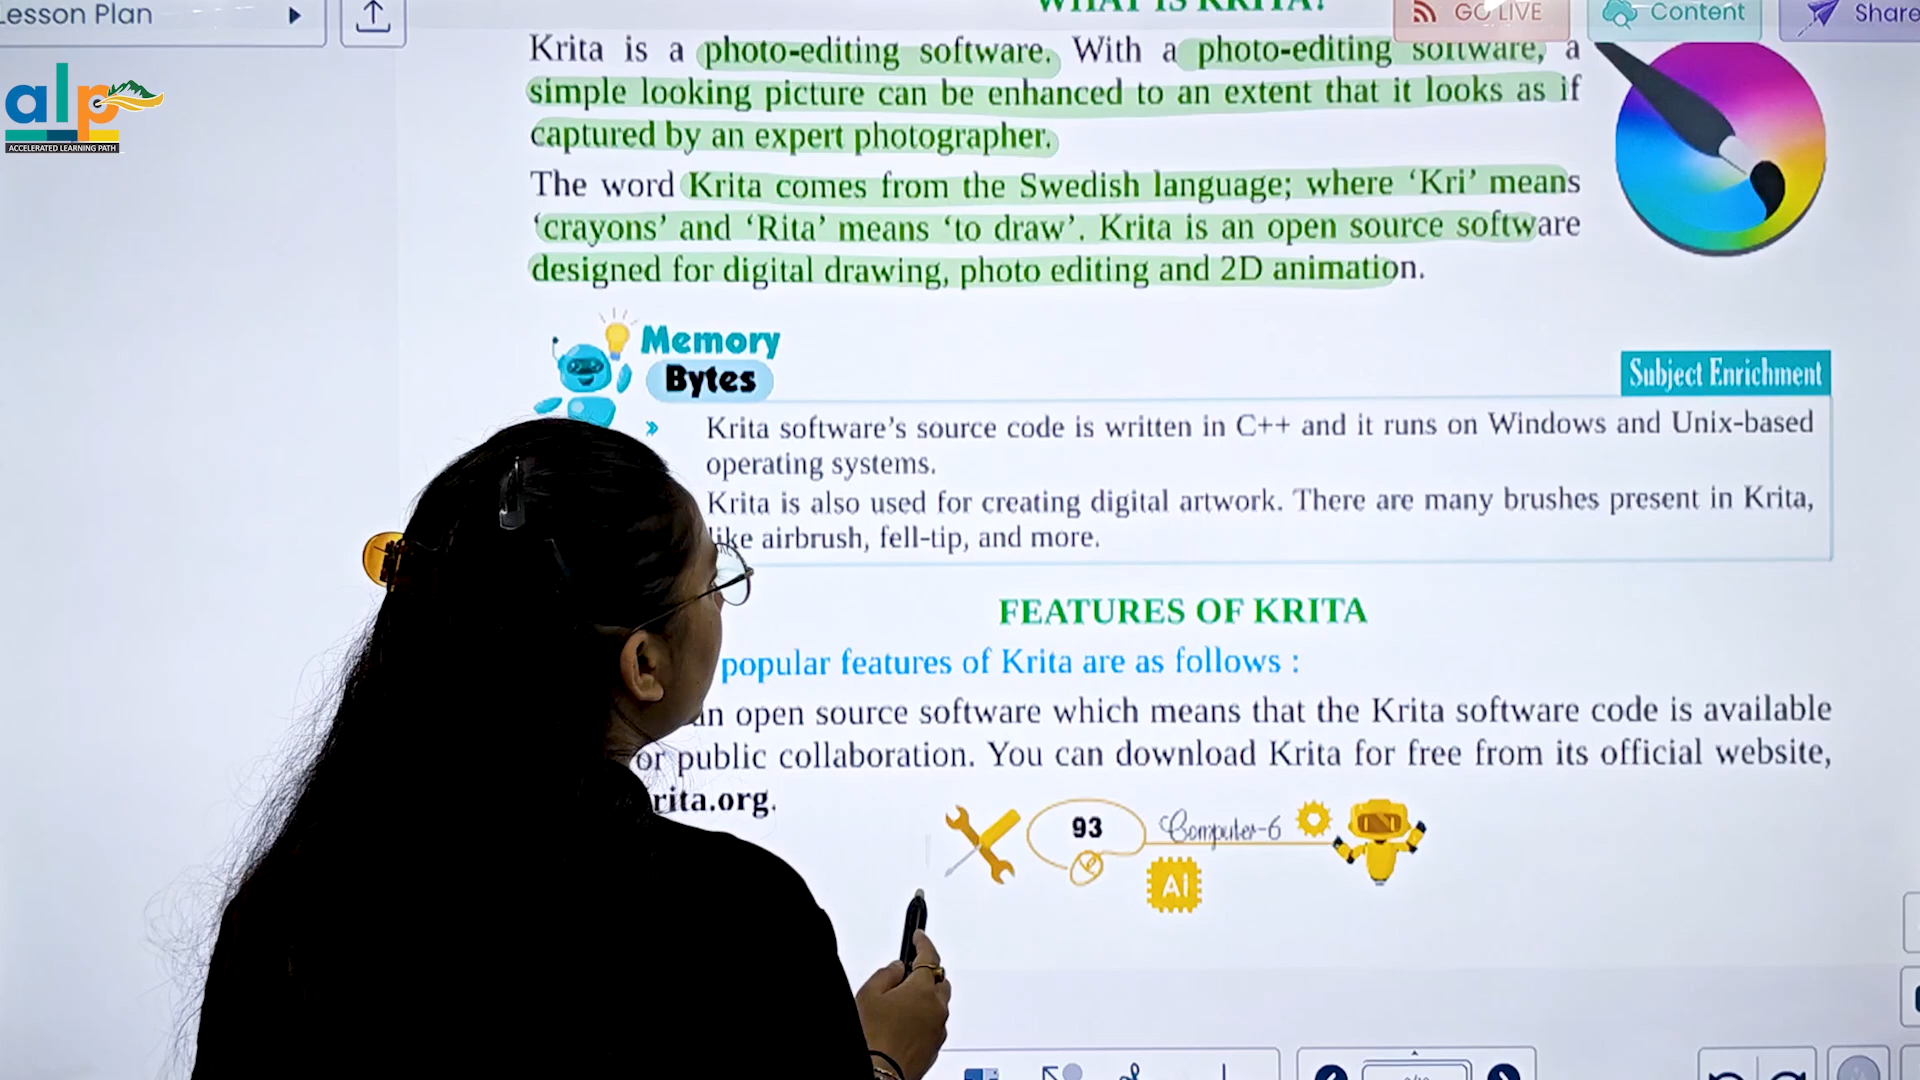 Lesson Plan
WHAT IS KRITA?
GO LIVE
Content
Share
alp
ACCELERATED LEARNING PATH
Krita is a photo-editing software. With a photo-editing software, a
simple looking picture can be enhanced to an extent that it looks as if
captured by an expert photographer.
The word Krita comes from the Swedish language; where ‘Kri’ means
‘crayons’ and ‘Rita’ means ‘to draw’. Krita is an open source software
designed for digital drawing, photo editing and 2D animation.
Memory
Bytes
Subject Enrichment
Krita software’s source code is written in C++ and it runs on Windows and Unix-based
operating systems.
Krita is also used for creating digital artwork. There are many brushes present in Krita,
like airbrush, fell-tip, and more.
FEATURES OF KRITA
popular features of Krita are as follows :
an open source software which means that the Krita software code is available
or public collaboration. You can download Krita for free from its official website,
rita.org.
93
Computer-6
Ai